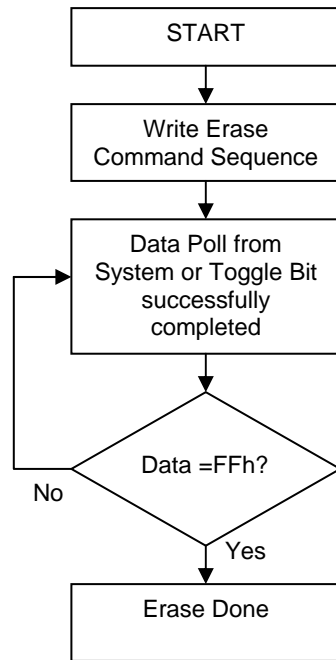 START
Write Erase
Command Sequence
Data Poll from
System or Toggle Bit
successfully
completed
Data =FFh?
No
Yes
Erase Done